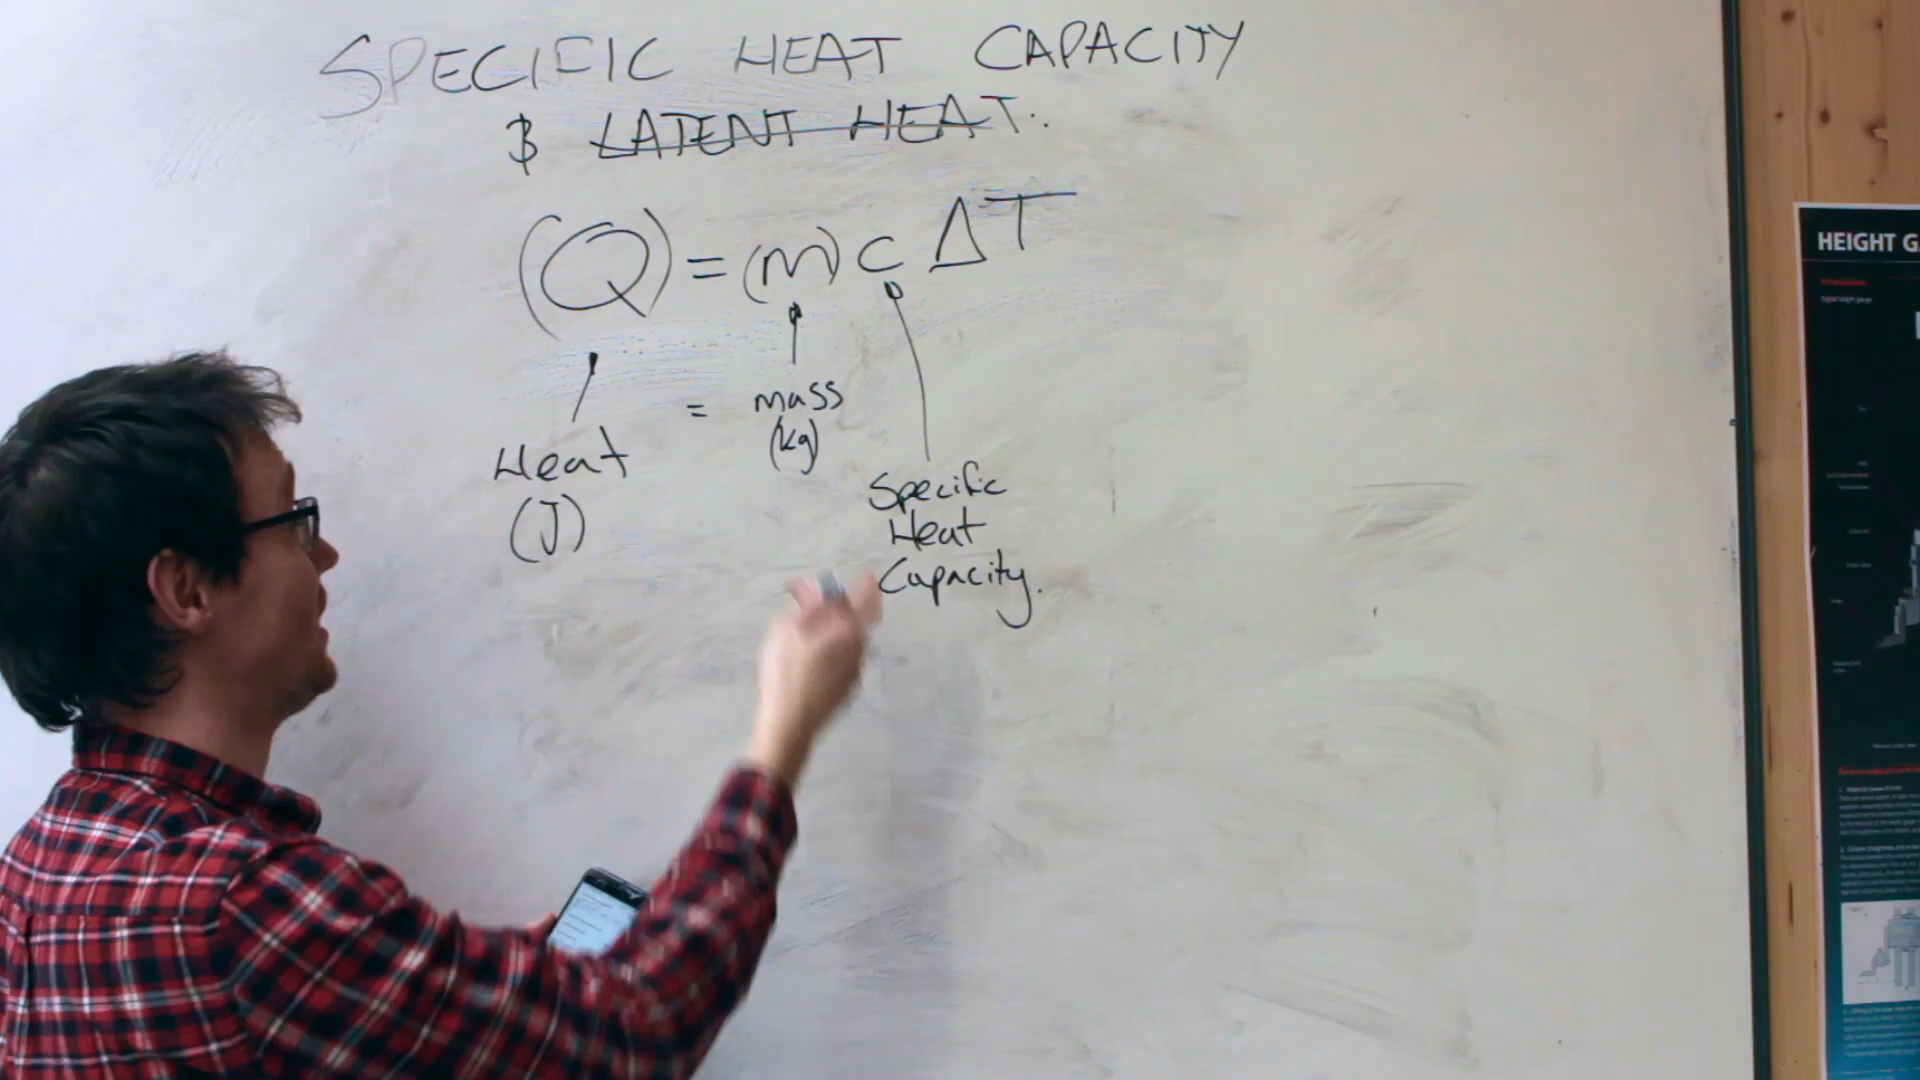 SPECIFIC HEAT CAPACITY
& LATENT HEAT.
(Q) = (m) c ΔT
Heat
(J)
=
mass
(kg)
Specific
Heat
Capacity.
HEIGHT G